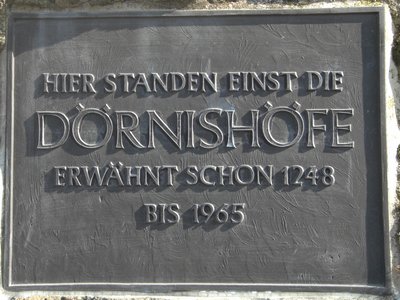 HIER STANDEN EINST DIE
DÖRNISHÖFE
ERWÄHNT SCHON 1248
BIS 1965